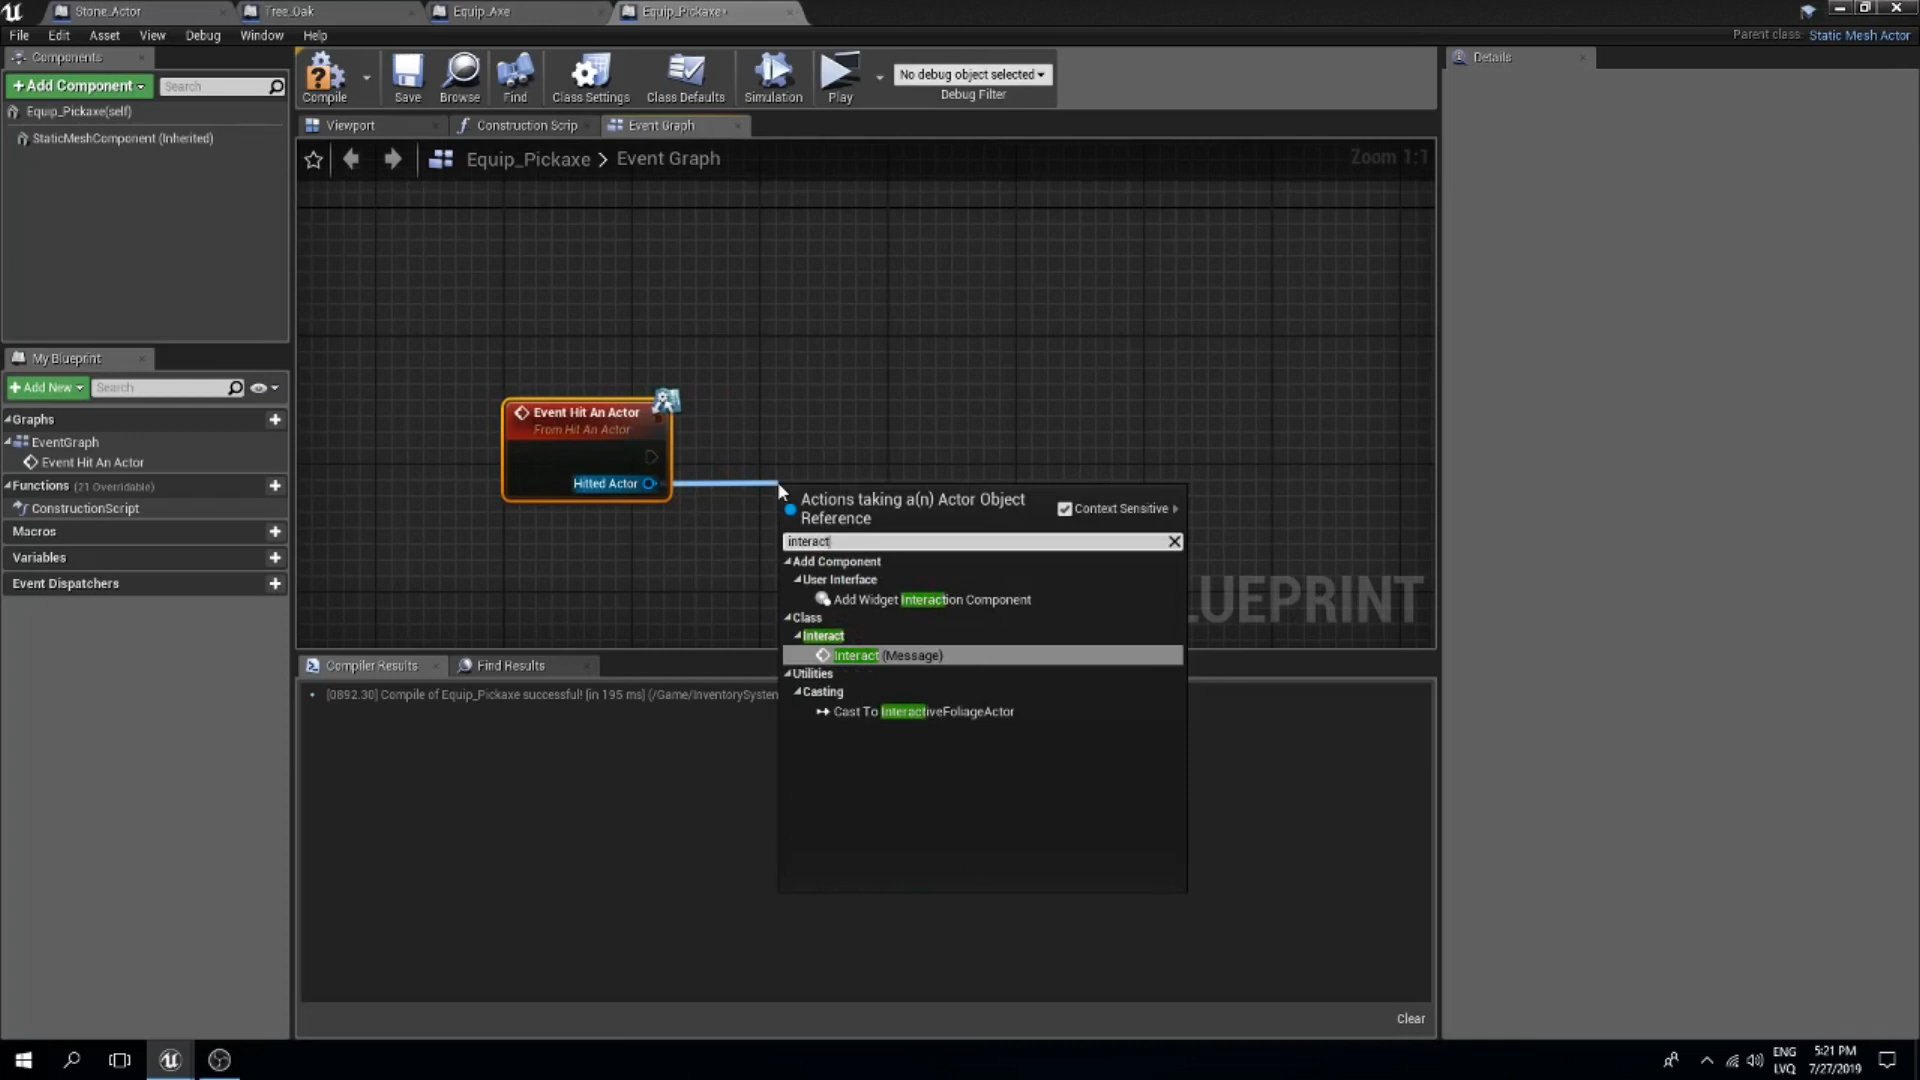 Stone_Actor
Tree_Oak
Equip_Axe
Equip_Pickaxe•
File Edit Asset View Debug Window Help
Parent class: Static Mesh Actor
Components
+Add Component
Search
Equip_Pickaxe(self)
StaticMeshComponent (Inherited)
Compile
Save
Browse
Find
Class Settings
Class Defaults
Simulation
Play
No debug object selected
Debug Filter
Details
Viewport
Construction Scrip
Event Graph
Equip_Pickaxe > Event Graph
Zoom 1:1
My Blueprint
+Add New
Search
Graphs
EventGraph
Event Hit An Actor
Functions (21 Overridable)
ConstructionScript
Macros
Variables
Event Dispatchers
Event Hit An Actor
From Hit An Actor
Hitted Actor
Actions taking a(n) Actor Object
Reference
Context Sensitive
interact
Add Component
User Interface
Add Widget Interaction Component
Class
Interact
Interact (Message)
Utilities
Casting
Cast To InteractiveFoliageActor
LUEPRINT
Compiler Results
Find Results
[0892.30] Compile of Equip_Pickaxe successful! [in 195 ms] (/Game/InventorySysten
Clear
ENG
LVQ
5:21 PM
7/27/2019